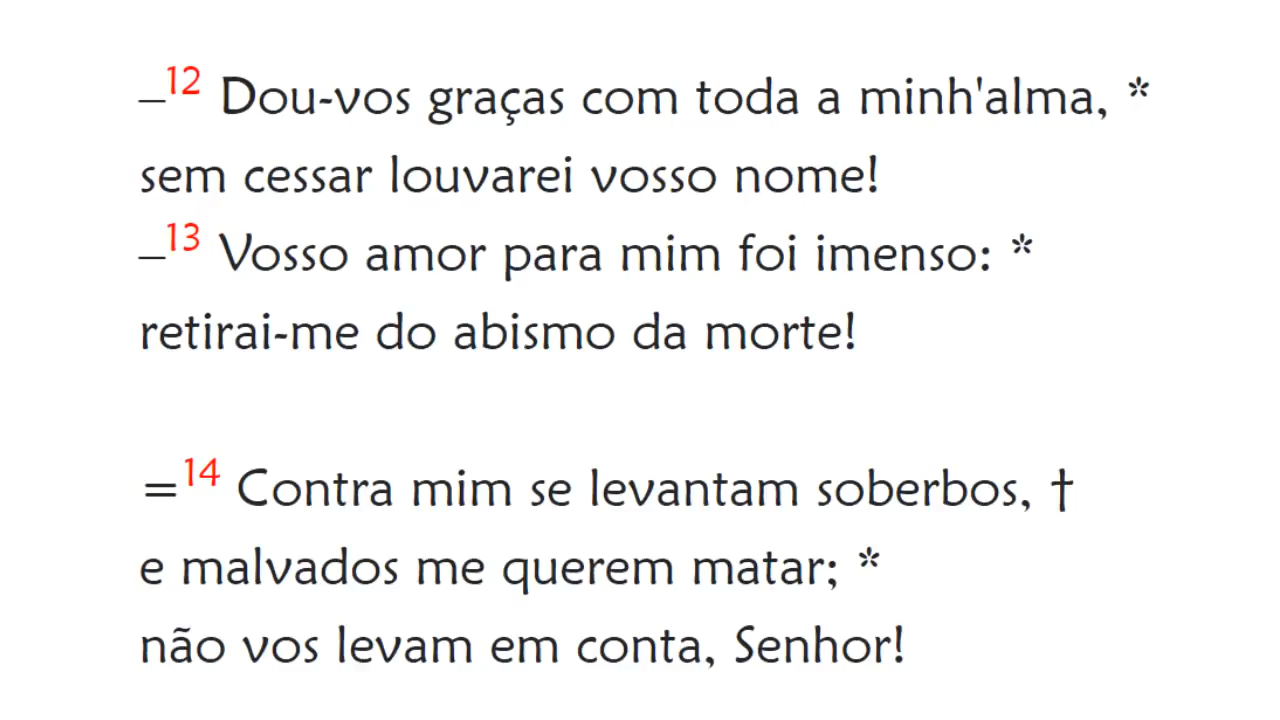 –12 Dou-vos graças com toda a minh'alma, *
sem cessar louvarei vosso nome!
–13 Vosso amor para mim foi imenso: *
retirai-me do abismo da morte!
=14 Contra mim se levantam soberbos, †
e malvados me querem matar; *
não vos levam em conta, Senhor!